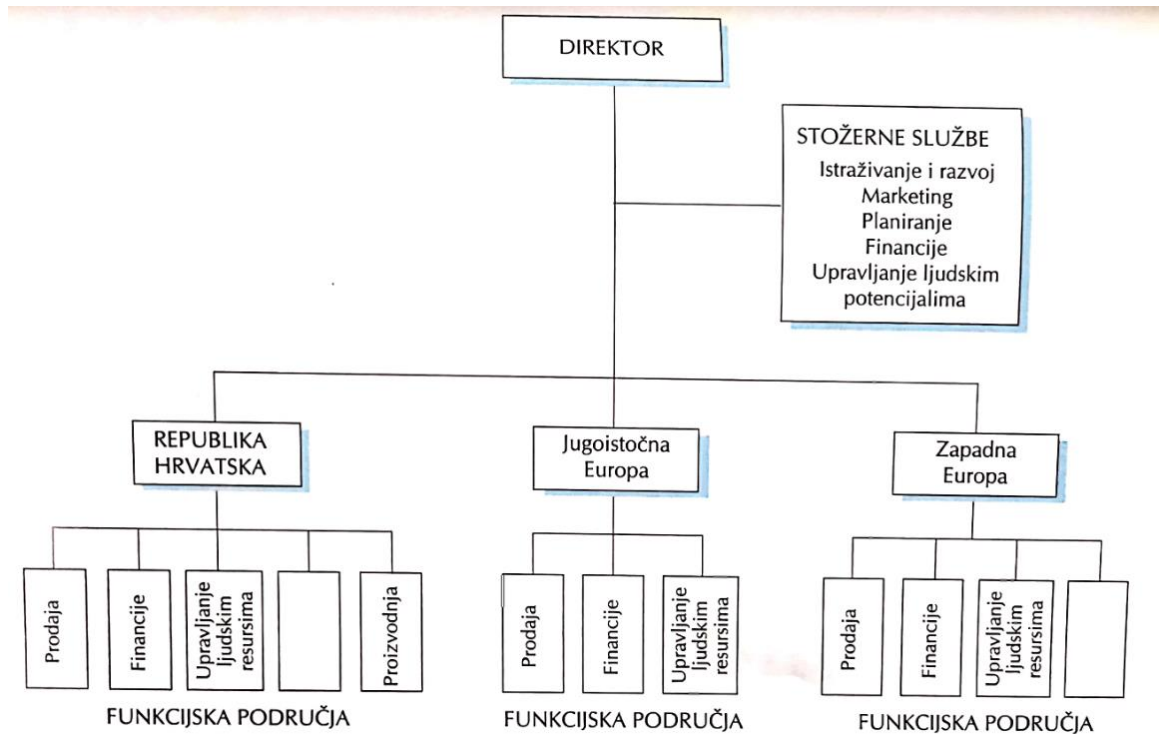 DIREKTOR
STOŽERNE SLUŽBE
Istraživanje i razvoj
Marketing
Planiranje
Financije
Upravljanje ljudskim
potencijalima
REPUBLIKA
HRVATSKA
Jugoistočna
Europa
Zapadna
Europa
Prodaja
Financije
Upravljanje
ljudskim
resursima
Proizvodnja
Prodaja
Financije
Upravljanje
ljudskim
resursima
Prodaja
Financije
Upravljanje
ljudskim
resursima
FUNKCIJSKA PODRUČJA
FUNKCIJSKA PODRUČJA
FUNKCIJSKA PODRUČJA